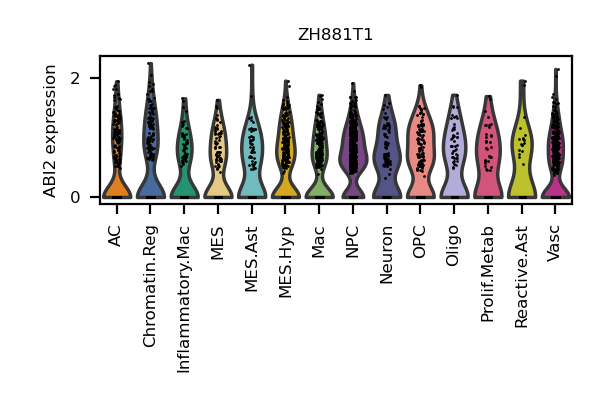 ZH881T1
ABI2 expression
2
0
AC
Chromatin.Reg
Inflammatory.Mac
MES
MES.Ast
MES.Hyp
Mac
NPC
Neuron
OPC
Oligo
Prolif.Metab
Reactive.Ast
Vasc